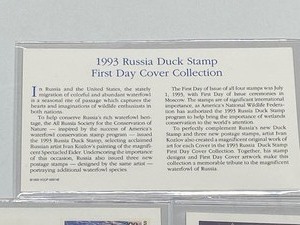 1993 Russia Duck Stamp
First Day Cover Collection
In Russia and the United States, the stately
migration of colorful and abundant waterfowl
is a seasonal rite of passage which captures the
hearts and imaginations of wildlife enthusiasts in
both nations.
To help conserve Russia's rich waterfowl heri-
tage, the All Russia Society for the Conservation of
Nature — inspired by the success of America's
waterfowl conservation stamp program — issued
the 1993 Russia Duck Stamp, selecting acclaimed
Russian artist Ivan Kozlov's painting of the magnifi-
cent Spectacled Eider. Underscoring the importance
of this occasion, Russia also issued three new
postage stamps — designed by the same artist —
portraying additional waterfowl species.
The First Day of Issue of all four stamps was July
1, 1993, with First Day of Issue ceremonies in
Moscow. The stamps are of significant international
importance, as America's National Wildlife Federa-
tion has authorized that the new Russia Duck Stamp
program help to bring the importance of wetlands
conservation to the world's attention.
To perfectly complement Russia's new Duck
Stamp and three new postage stamps, Ivan Kozlov
also created an original work of magnificent art for
each Cover in the 1993 Russia Duck Stamp First
Day Cover Collection. Together, his stamp
designs and First Day Cover artwork make this
collection a memorable tribute to the magnificent
waterfowl of Russia.